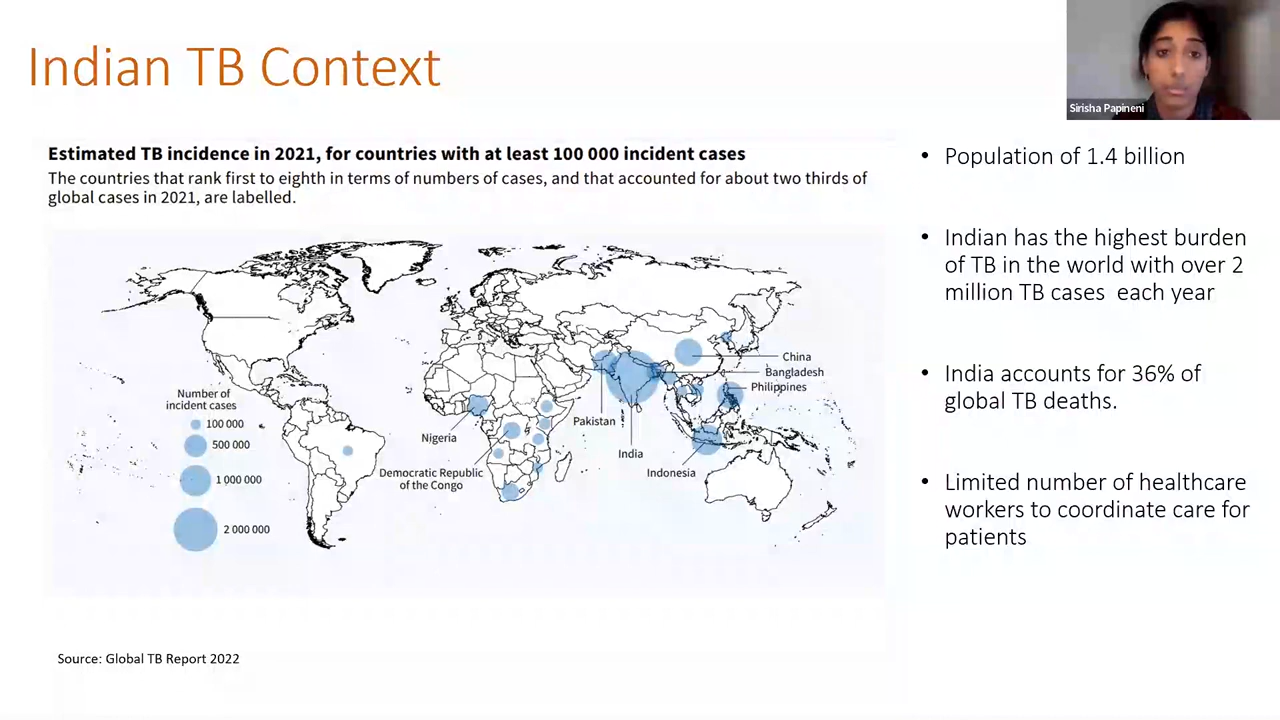 Indian TB Context
Sirisha Papineni
Estimated TB incidence in 2021, for countries with at least 100 000 incident cases
The countries that rank first to eighth in terms of numbers of cases, and that accounted for about two thirds of
global cases in 2021, are labelled.
Number of
incident cases
100 000
500 000
1 000 000
2 000 000
China
Bangladesh
Philippines
Pakistan
Nigeria
India
Democratic Republic
of the Congo
Indonesia
Source: Global TB Report 2022
• Population of 1.4 billion
• Indian has the highest burden
of TB in the world with over 2
million TB cases each year
• India accounts for 36% of
global TB deaths.
• Limited number of healthcare
workers to coordinate care for
patients